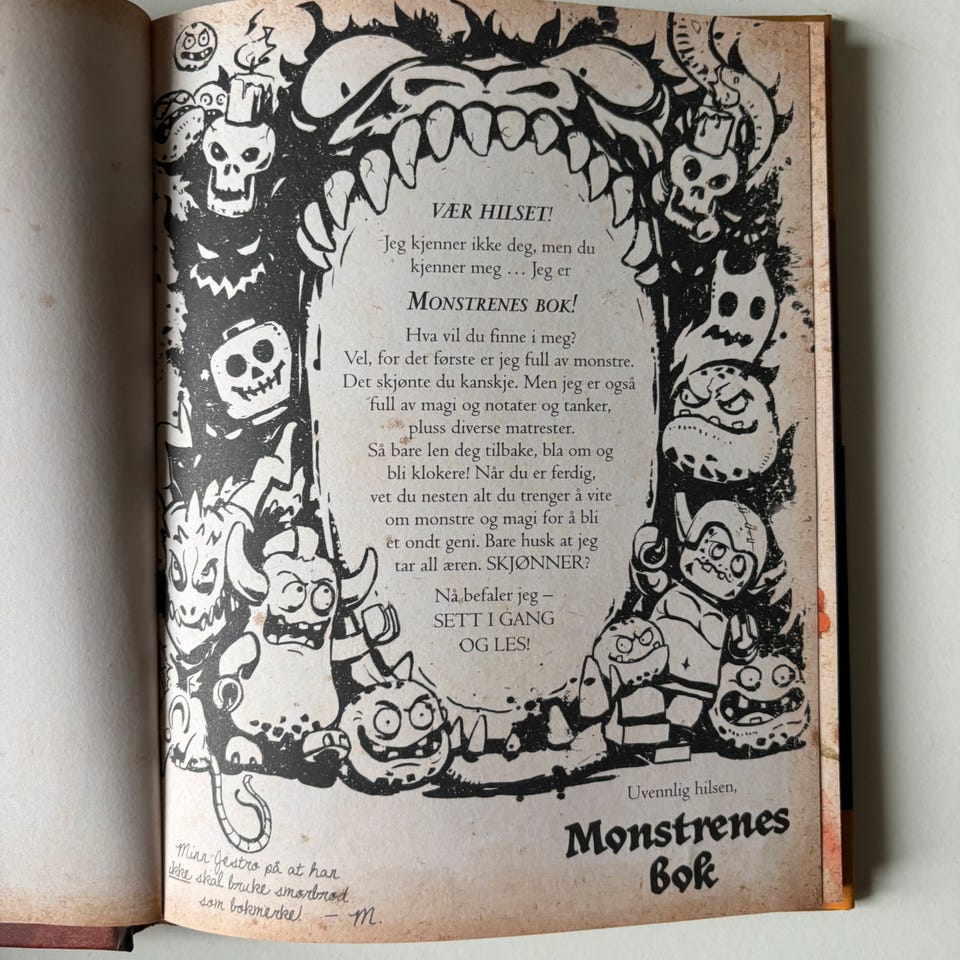 VÆR HILSET!
Jeg kjenner ikke deg, men du
kjenner meg … Jeg er
MONSTRENES BOK!
Hva vil du finne i meg?
Vel, for det første er jeg full av monstre.
Det skjønte du kanskje. Men jeg er også
full av magi og notater og tanker,
pluss diverse matrester.
Så bare len deg tilbake, bla om og
bli klokere! Når du er ferdig,
vet du nesten alt du trenger å vite
om monstre og magi for å bli
et ondt geni. Bare husk at jeg
tar all æren. SKJØNNER?
Nå befaler jeg –
SETT I GANG
OG LES!
Uvennlig hilsen,
Monstrenes
bok
Minn Jestro på at han
ikke skal bruke smørbrød
som bokmerke! – M.